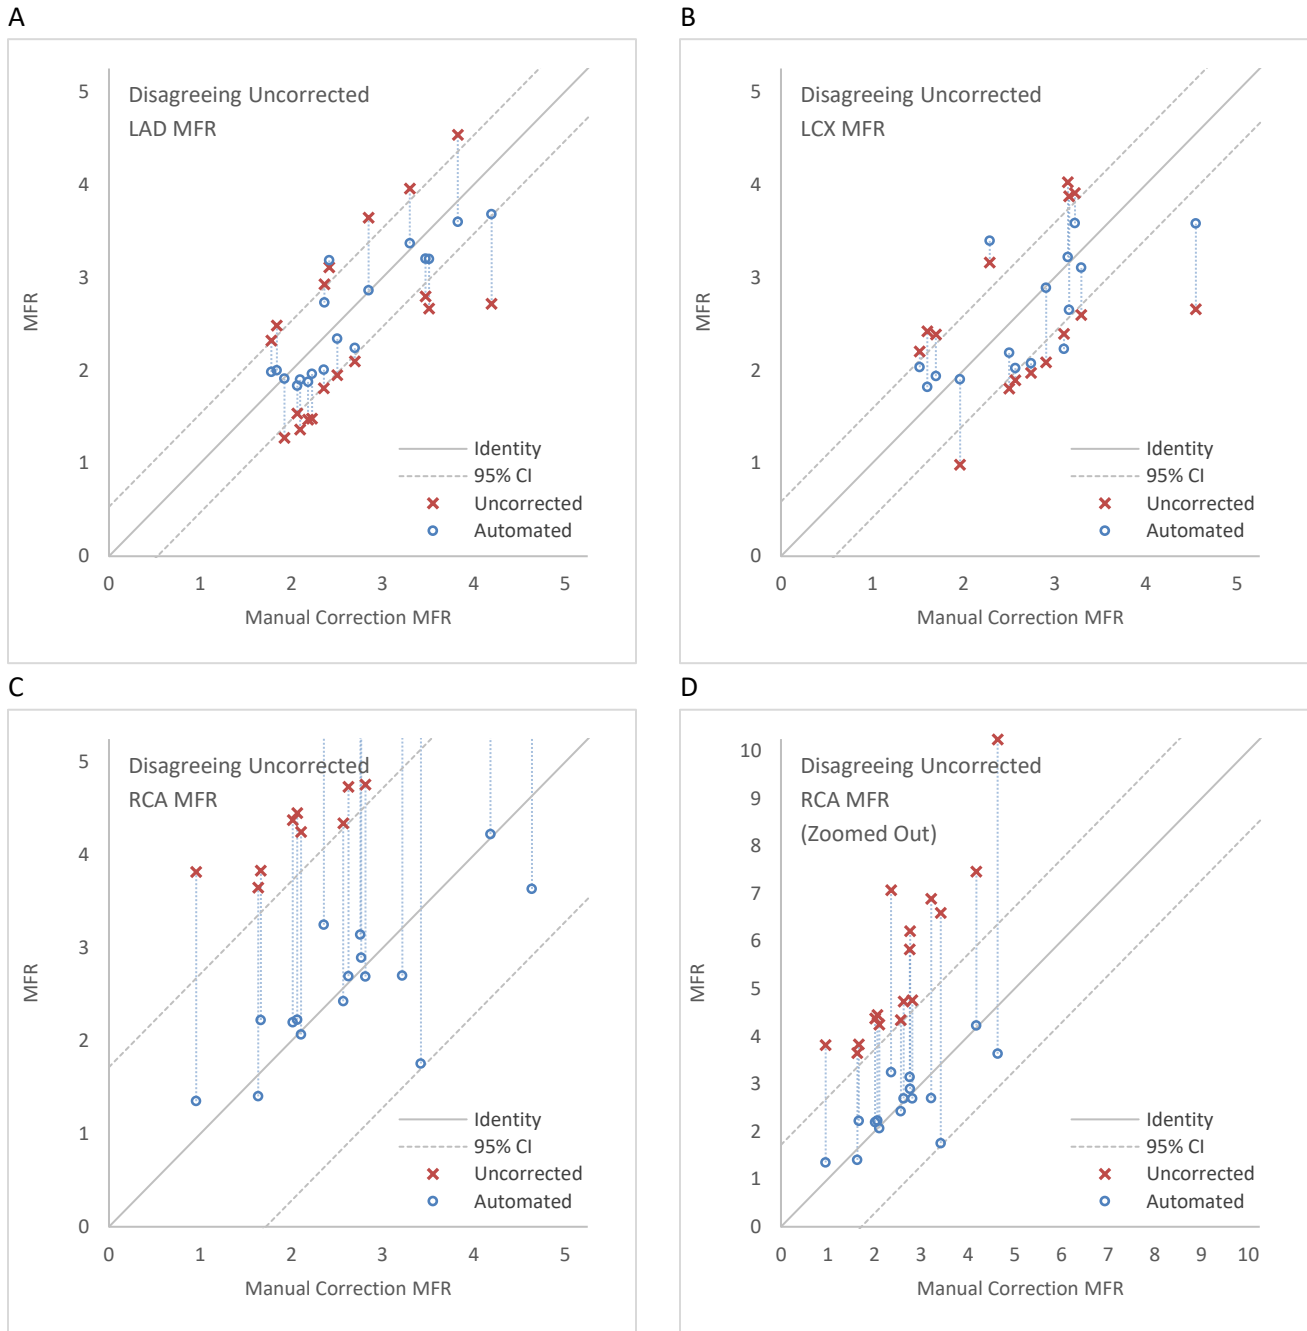 A
Disagreeing Uncorrected
LAD MFR
5
4
3
2
1
0
MFR
0 1 2 3 4 5
Manual Correction MFR
Identity
95% CI
Uncorrected
Automated
B
Disagreeing Uncorrected
LCX MFR
5
4
3
2
1
0
MFR
0 1 2 3 4 5
Manual Correction MFR
Identity
95% CI
Uncorrected
Automated
C
Disagreeing Uncorrected
RCA MFR
5
4
3
2
1
0
MFR
0 1 2 3 4 5
Manual Correction MFR
Identity
95% CI
Uncorrected
Automated
D
Disagreeing Uncorrected
RCA MFR
(Zoomed Out)
10
9
8
7
6
5
4
3
2
1
0
MFR
0 1 2 3 4 5 6 7 8 9 10
Manual Correction MFR
Identity
95% CI
Uncorrected
Automated